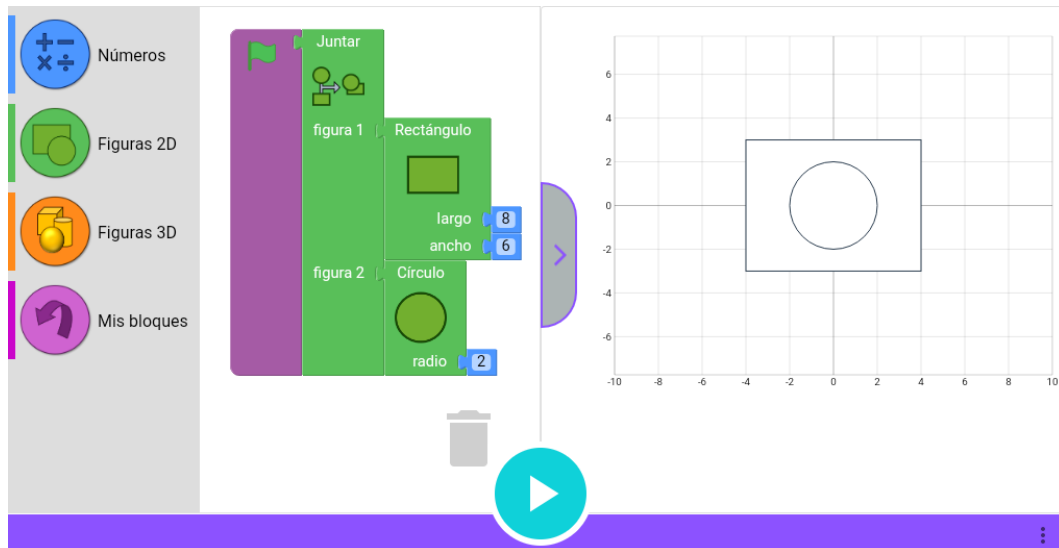 Números
Figuras 2D
Figuras 3D
Mis bloques
Juntar
figura 1
Rectángulo
largo 8
ancho 6
figura 2
Círculo
radio 2
6
4
2
0
-2
-4
-6
-10 -8 -6 -4 -2 0 2 4 6 8 10